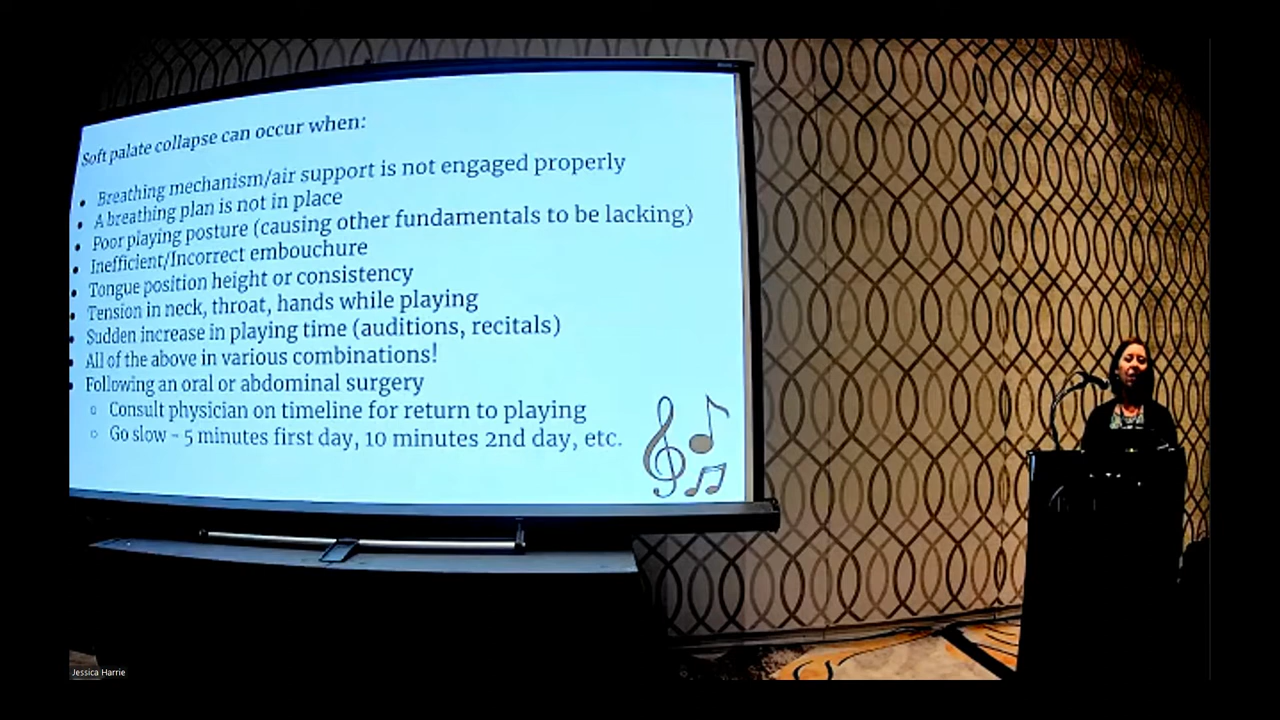 Soft palate collapse can occur when:
• Breathing mechanism/air support is not engaged properly
• A breathing plan is not in place
• Poor playing posture (causing other fundamentals to be lacking)
• Inefficient/Incorrect embouchure
• Tongue position height or consistency
• Tension in neck, throat, hands while playing
• Sudden increase in playing time (auditions, recitals)
• All of the above in various combinations!
• Following an oral or abdominal surgery
○ Consult physician on timeline for return to playing
○ Go slow - 5 minutes first day, 10 minutes 2nd day, etc.
Jessica Harrie